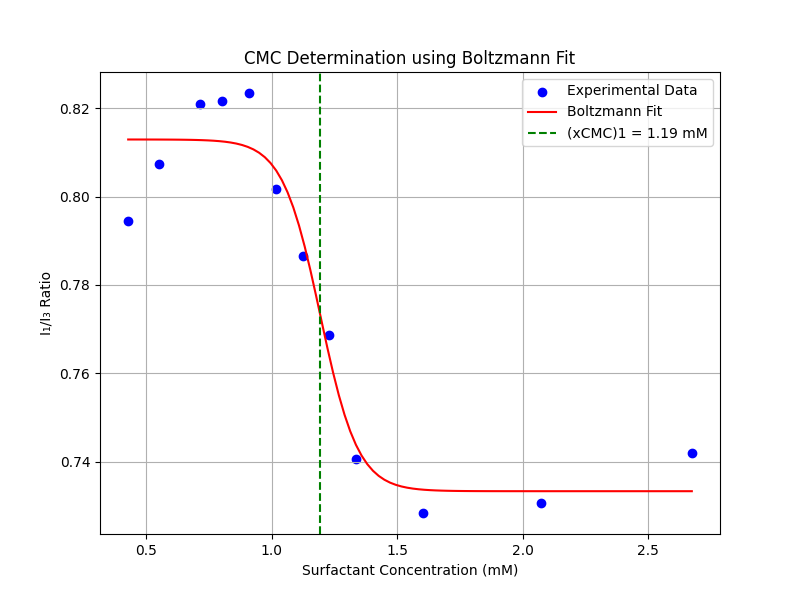 CMC Determination using Boltzmann Fit
Experimental Data
Boltzmann Fit
(xCMC)1 = 1.19 mM
I₁/I₃ Ratio
0.82
0.80
0.78
0.76
0.74
0.5 1.0 1.5 2.0 2.5
Surfactant Concentration (mM)